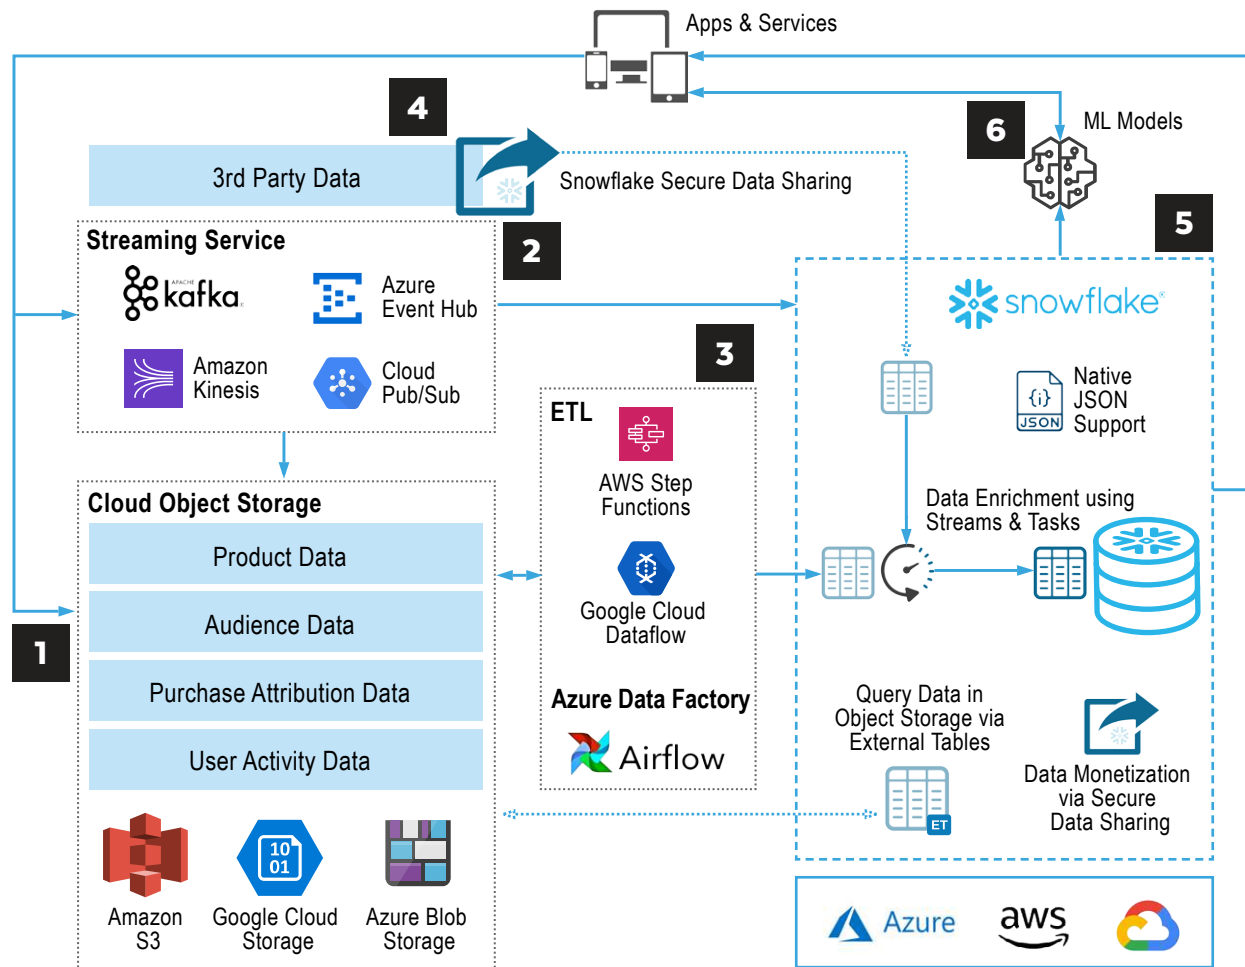 Apps & Services
4
6
ML Models
3rd Party Data
Snowflake Secure Data Sharing
5
Streaming Service
2
APACHE
kafka
Azure
Event Hub
snowflake
Amazon
Kinesis
Cloud
Pub/Sub
3
ETL
{i}
JSON
Native
JSON
Support
AWS Step
Functions
Cloud Object Storage
Product Data
Data Enrichment using
Streams & Tasks
Audience Data
Google Cloud
Dataflow
1
Purchase Attribution Data
Azure Data Factory
Query Data in
Object Storage via
External Tables
User Activity Data
Airflow
Data Monetization
via Secure
Data Sharing
ET
10
01
Amazon
S3
Google Cloud
Storage
Azure Blob
Storage
Azure
aws